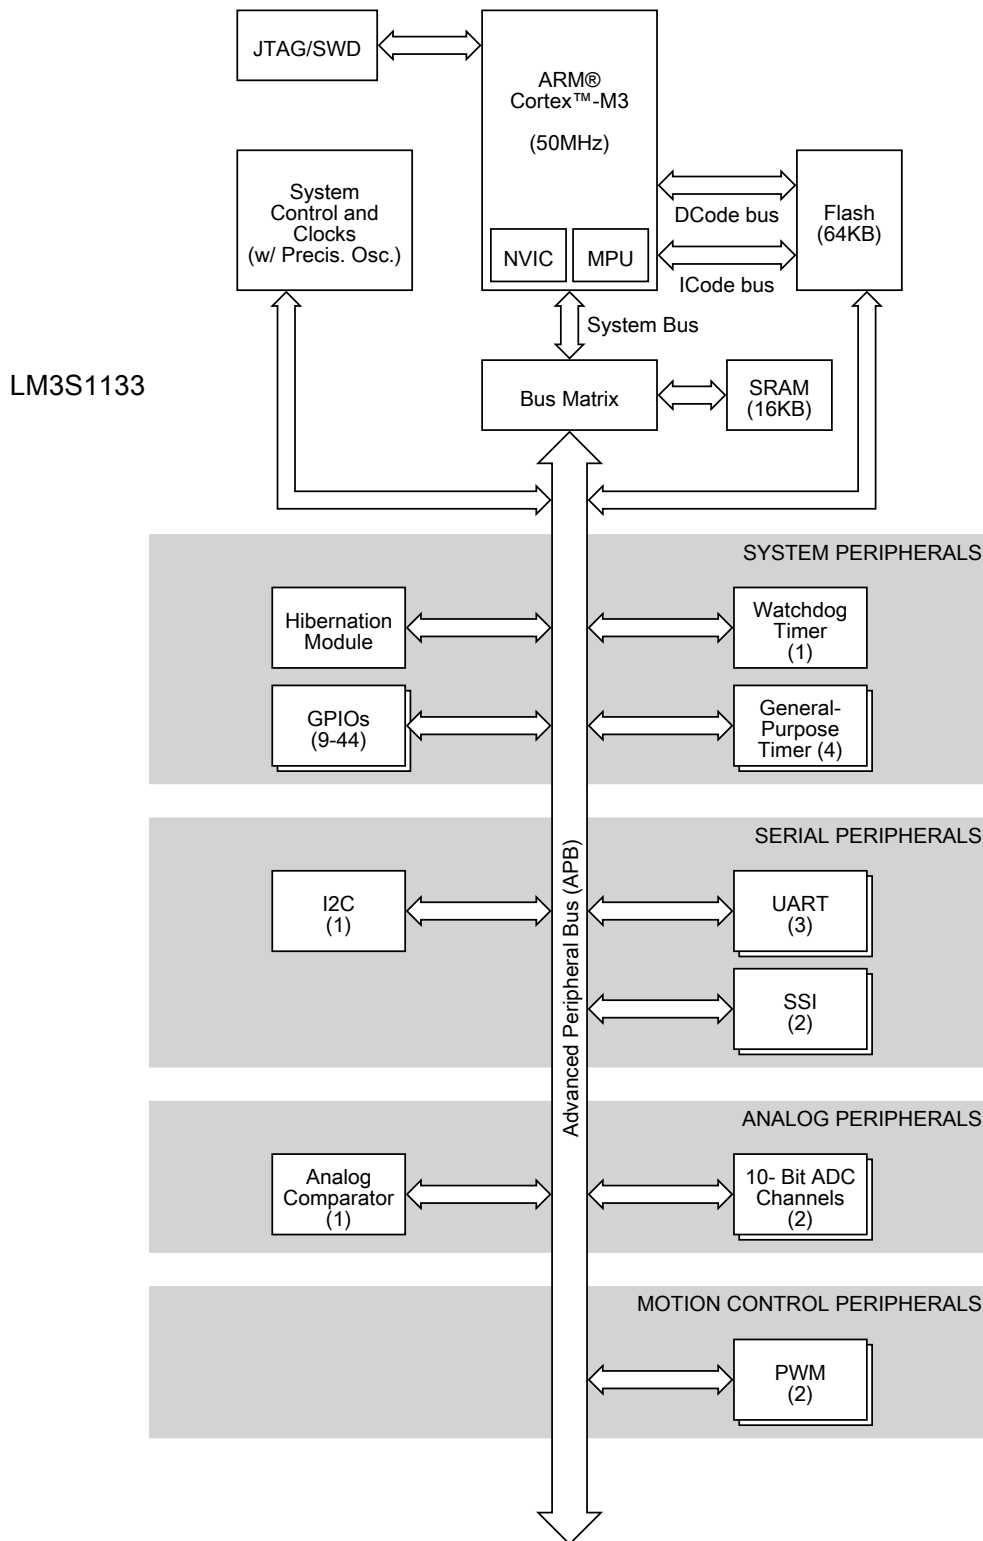 JTAG/SWD
ARM®
Cortex™-M3
(50MHz)
System
Control and
Clocks
(w/ Precis. Osc.)
DCode bus
Flash
(64KB)
NVIC
MPU
ICode bus
System Bus
LM3S1133
Bus Matrix
SRAM
(16KB)
SYSTEM PERIPHERALS
Hibernation
Module
Watchdog
Timer
(1)
GPIOs
(9-44)
General-
Purpose
Timer (4)
Advanced Peripheral Bus (APB)
SERIAL PERIPHERALS
I2C
(1)
UART
(3)
SSI
(2)
ANALOG PERIPHERALS
Analog
Comparator
(1)
10- Bit ADC
Channels
(2)
MOTION CONTROL PERIPHERALS
PWM
(2)